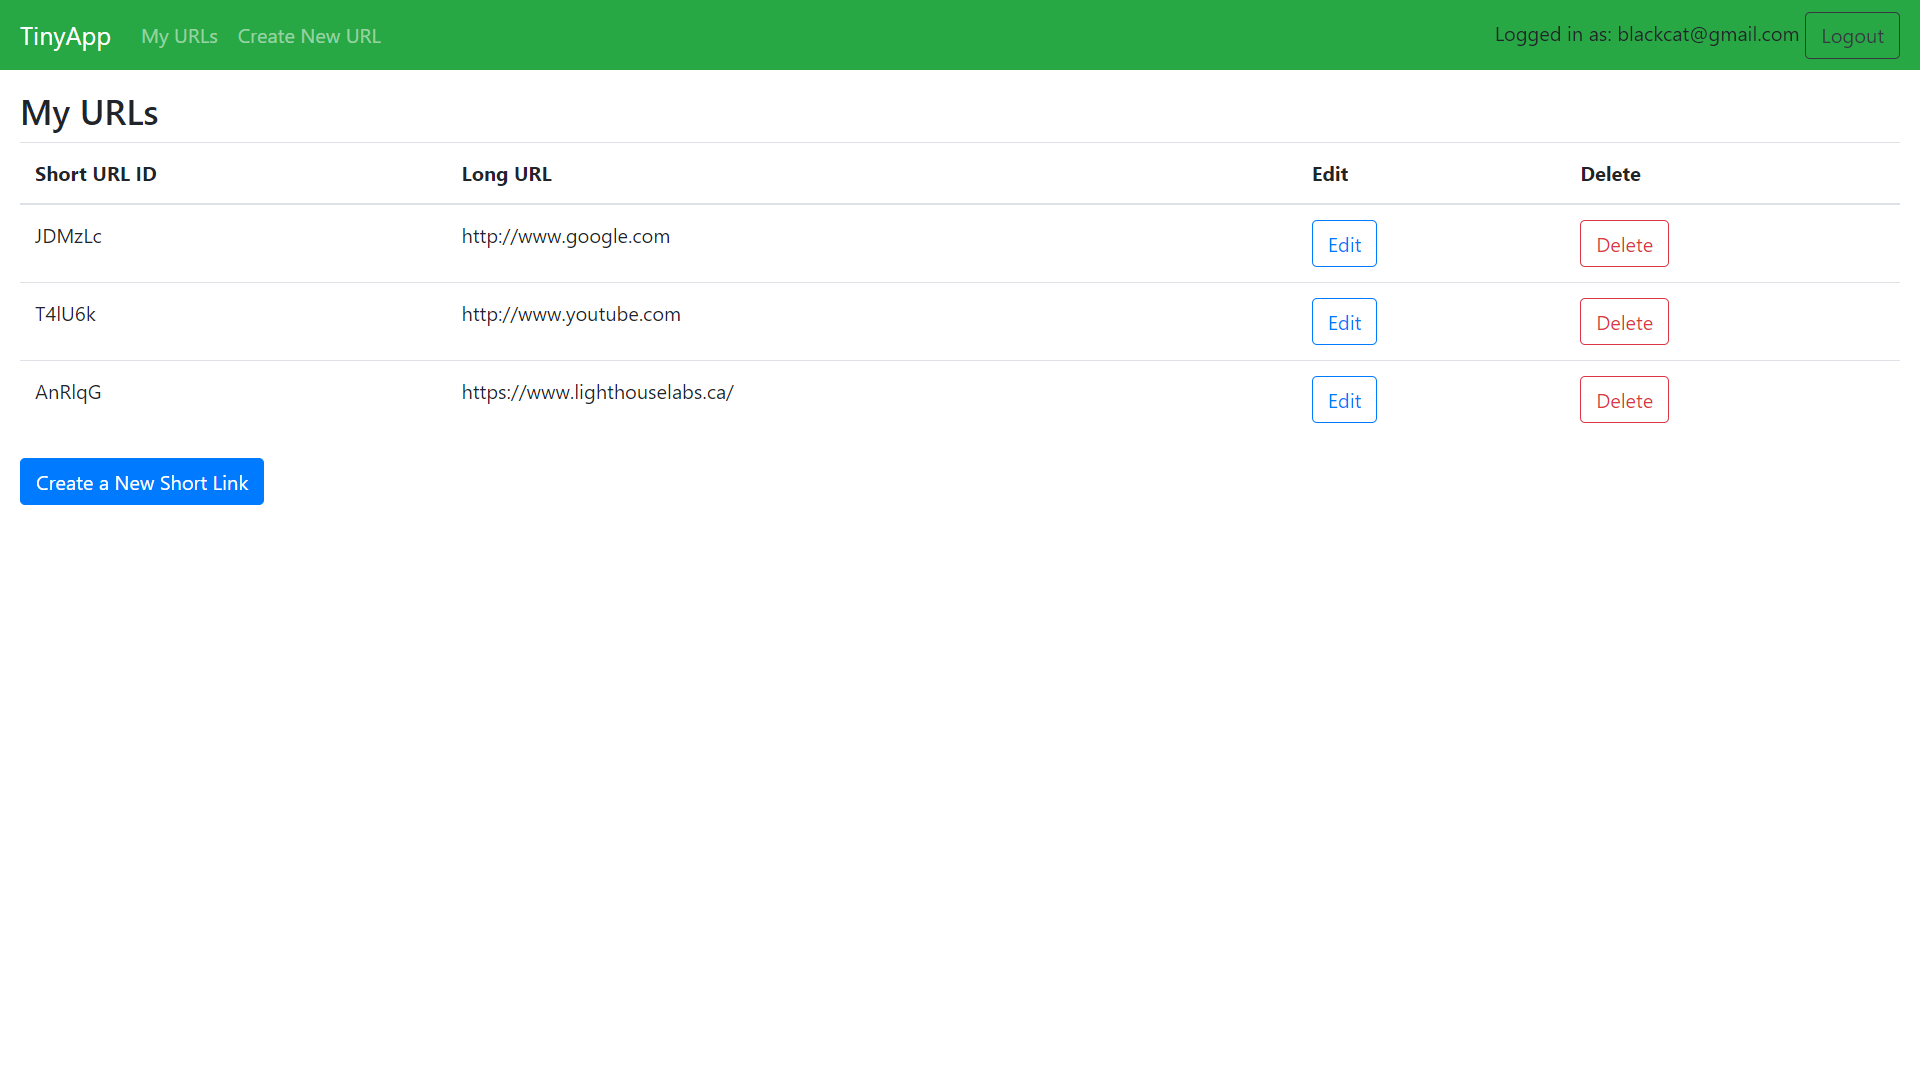 TinyApp My URLs Create New URL Logged in as: blackcat@gmail.com Logout
My URLs
Short URL ID Long URL Edit Delete
JDMzLc http://www.google.com Edit Delete
T4lU6k http://www.youtube.com Edit Delete
AnRlqG https://www.lighthouselabs.ca/ Edit Delete
Create a New Short Link